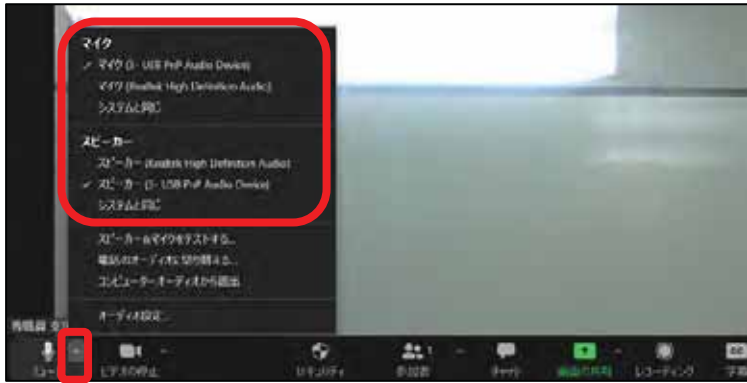 マイク
✓ マイク (3- USB PnP Audio Device)
マイク (Realtek High Definition Audio)
システムと同じ
スピーカー
スピーカー (Realtek High Definition Audio)
✓ スピーカー (3- USB PnP Audio Device)
システムと同じ
スピーカー&マイクをテストする...
電話のオーディオに切り替える...
コンピューター オーディオから退出
オーディオ設定...
ビデオの停止
セキュリティ
参加者
1
チャット
画面の共有
レコーディング
CC
字幕